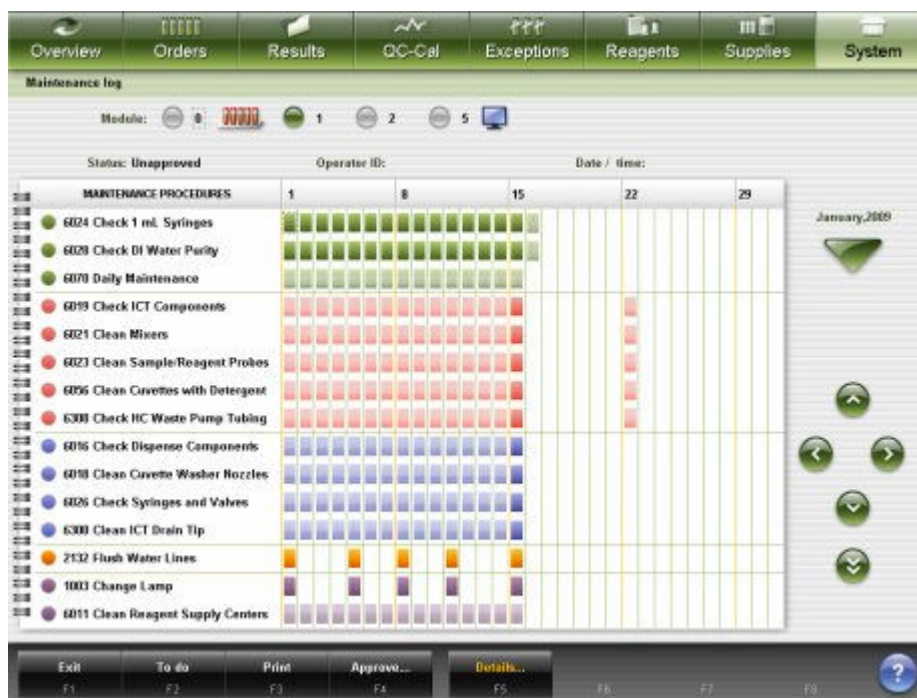 Overview Orders Results QC-Cal Exceptions Reagents Supplies System
Maintenance log
Module: 0 1 2 5
Status: Unapproved Operator ID: Date / time:
MAINTENANCE PROCEDURES 1 8 15 22 29
6024 Check 1 mL Syringes
January,2009
6028 Check DI Water Purity
6070 Daily Maintenance
6019 Check ICT Components
6021 Clean Mixers
6023 Clean Sample/Reagent Probes
6056 Clean Cuvettes with Detergent
6308 Check HC Waste Pump Tubing
6016 Check Dispense Components
6018 Clean Cuvette Washer Nozzles
6026 Check Syringes and Valves
6300 Clean ICT Drain Tip
2132 Flush Water Lines
1003 Change Lamp
6011 Clean Reagent Supply Centers
Exit To do Print Approve... Details... ?
F1 F2 F3 F4 F5 F6 F7 F8